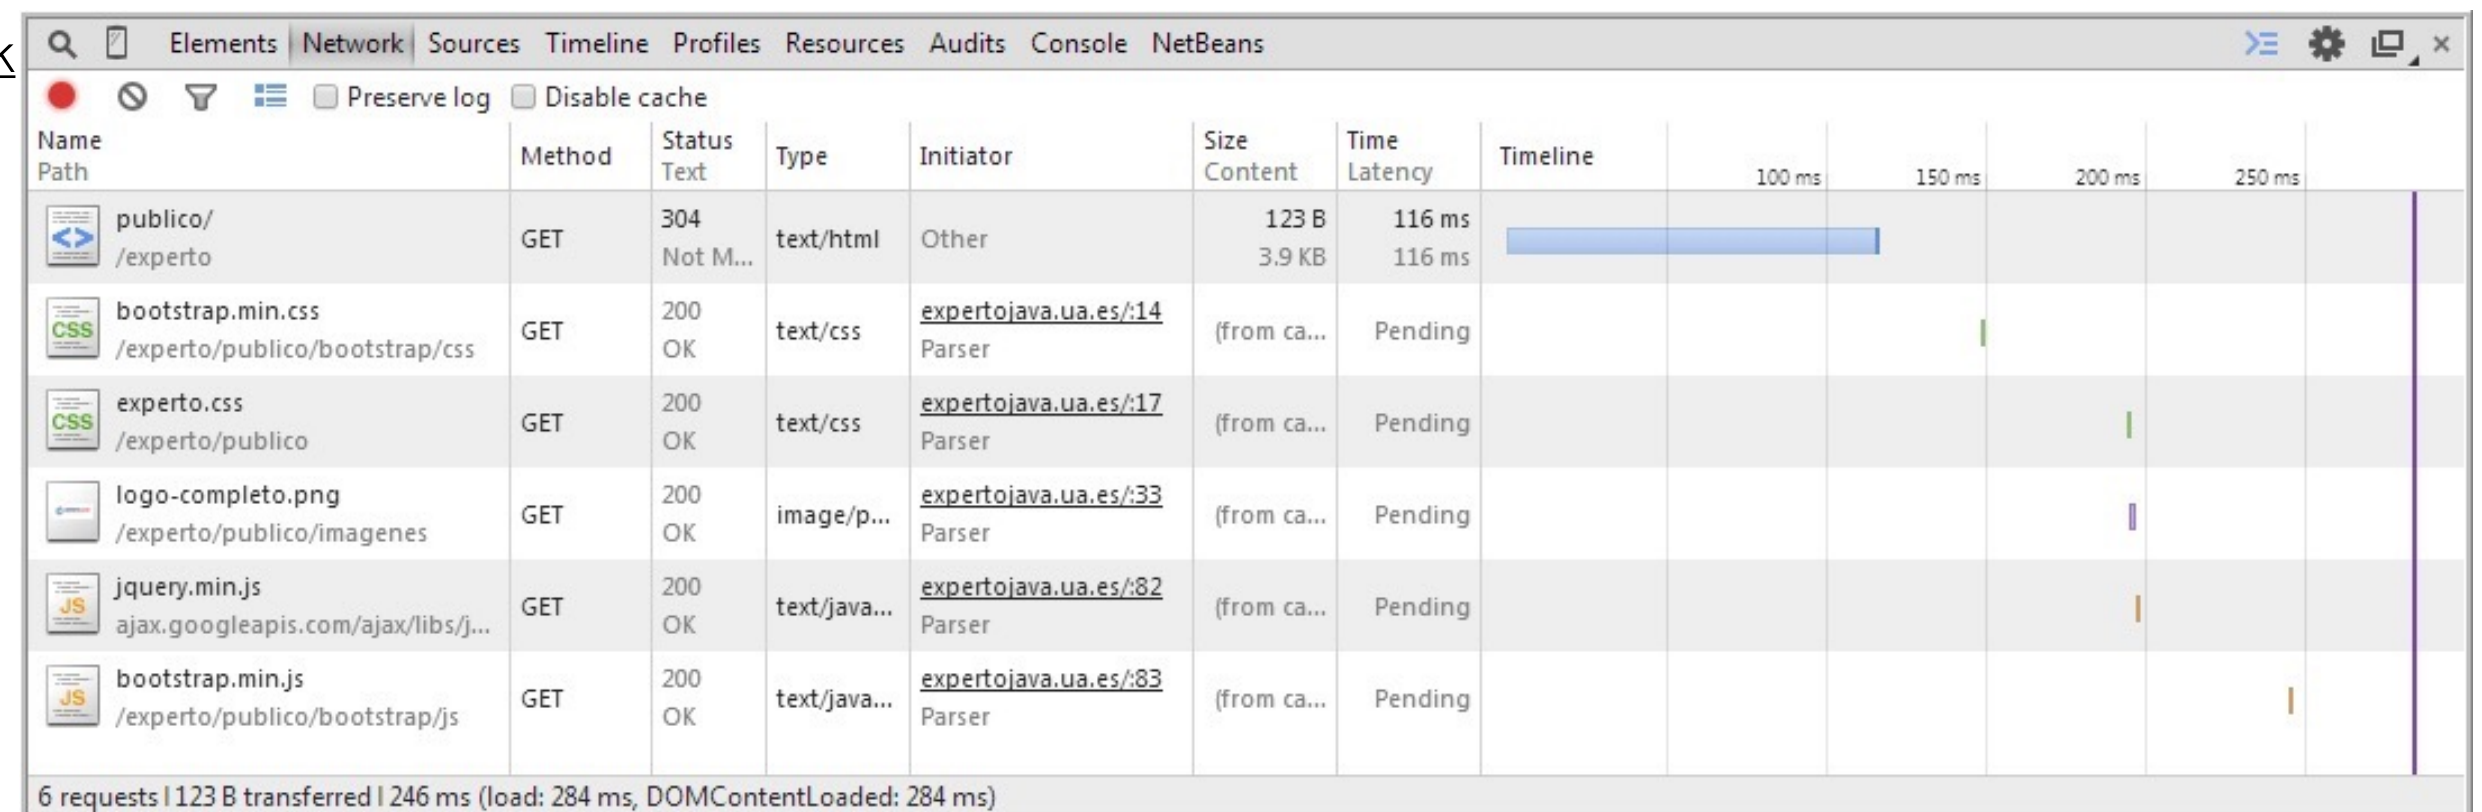 K
Elements Network Sources Timeline Profiles Resources Audits Console NetBeans
Preserve log Disable cache
Name Path Method Status Text Type Initiator Size Content Time Latency Timeline 100 ms 150 ms 200 ms 250 ms
publico/ 304 123 B 116 ms
GET text/html Other
/experto Not M... 3.9 KB 116 ms
bootstrap.min.css 200 expertojava.ua.es/:14
GET text/css (from ca... Pending
/experto/publico/bootstrap/css OK Parser
experto.css 200 expertojava.ua.es/:17
GET text/css (from ca... Pending
/experto/publico OK Parser
logo-completo.png 200 expertojava.ua.es/:33
GET image/p... (from ca... Pending
/experto/publico/imagenes OK Parser
jquery.min.js 200 expertojava.ua.es/:82
GET text/java... (from ca... Pending
ajax.googleapis.com/ajax/libs/j... OK Parser
bootstrap.min.js 200 expertojava.ua.es/:83
GET text/java... (from ca... Pending
/experto/publico/bootstrap/js OK Parser
6 requests | 123 B transferred | 246 ms (load: 284 ms, DOMContentLoaded: 284 ms)